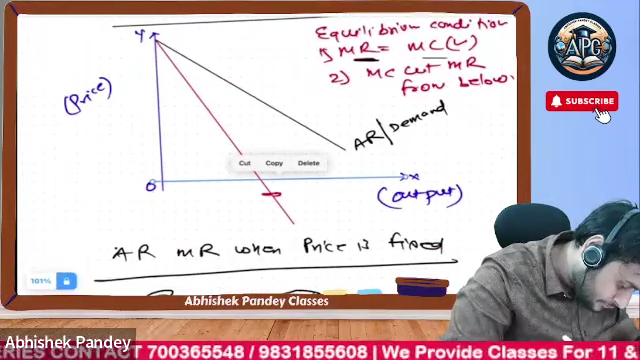 Equilibrium condition
1) MR = MC (✓)
2) MC cut MR
from below.
Y
(Price)
AR/Demand
Cut Copy Delete
O
X
(output)
AR MR when Price is fixed
101%
Abhishek Pandey Classes
APG
SUBSCRIBE
Abhishek Pandey
ERIES CONTACT 700365548 / 9831855608 | We Provide Classes For 11 &